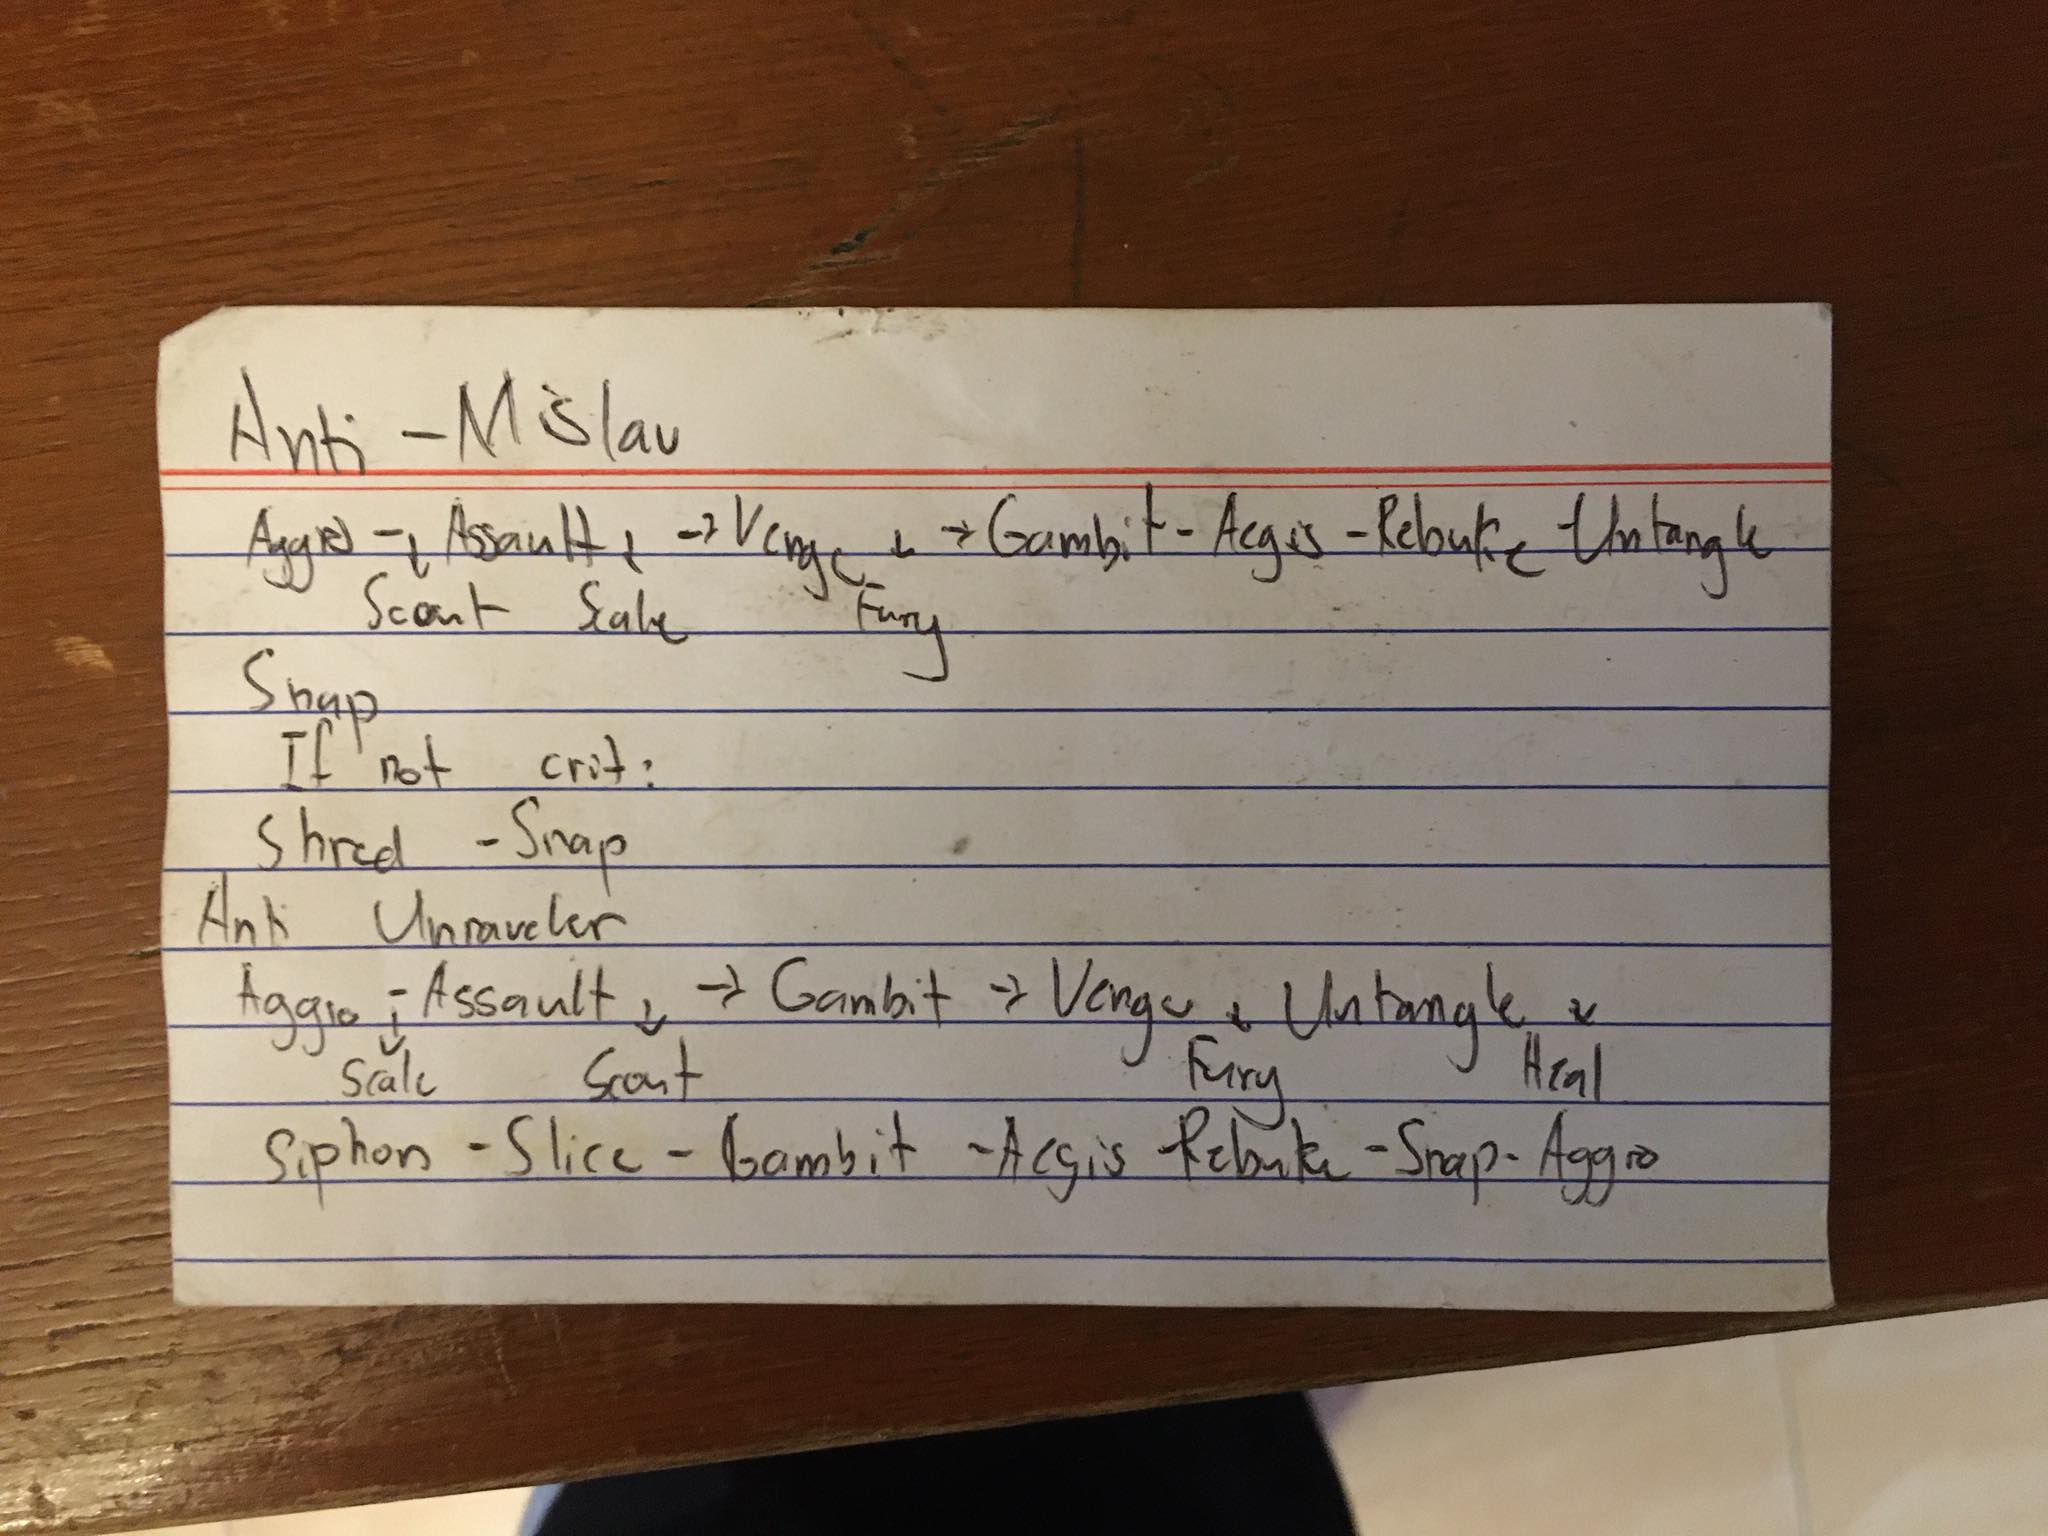 Anti - Mislav
Aggro -↓ Assault ↓ → Venge ↓ → Gambit - Aegis - Rebuke - Untangle
Scout Scale Fury
Snap
If not crit:
Shred - Snap
Anti Unraveler
Aggro - Assault ↓ → Gambit → Venge ↓ Untangle ↓
↓ Scale Scout Fury Heal
Siphon - Slice - Gambit - Aegis - Rebuke - Snap - Aggro